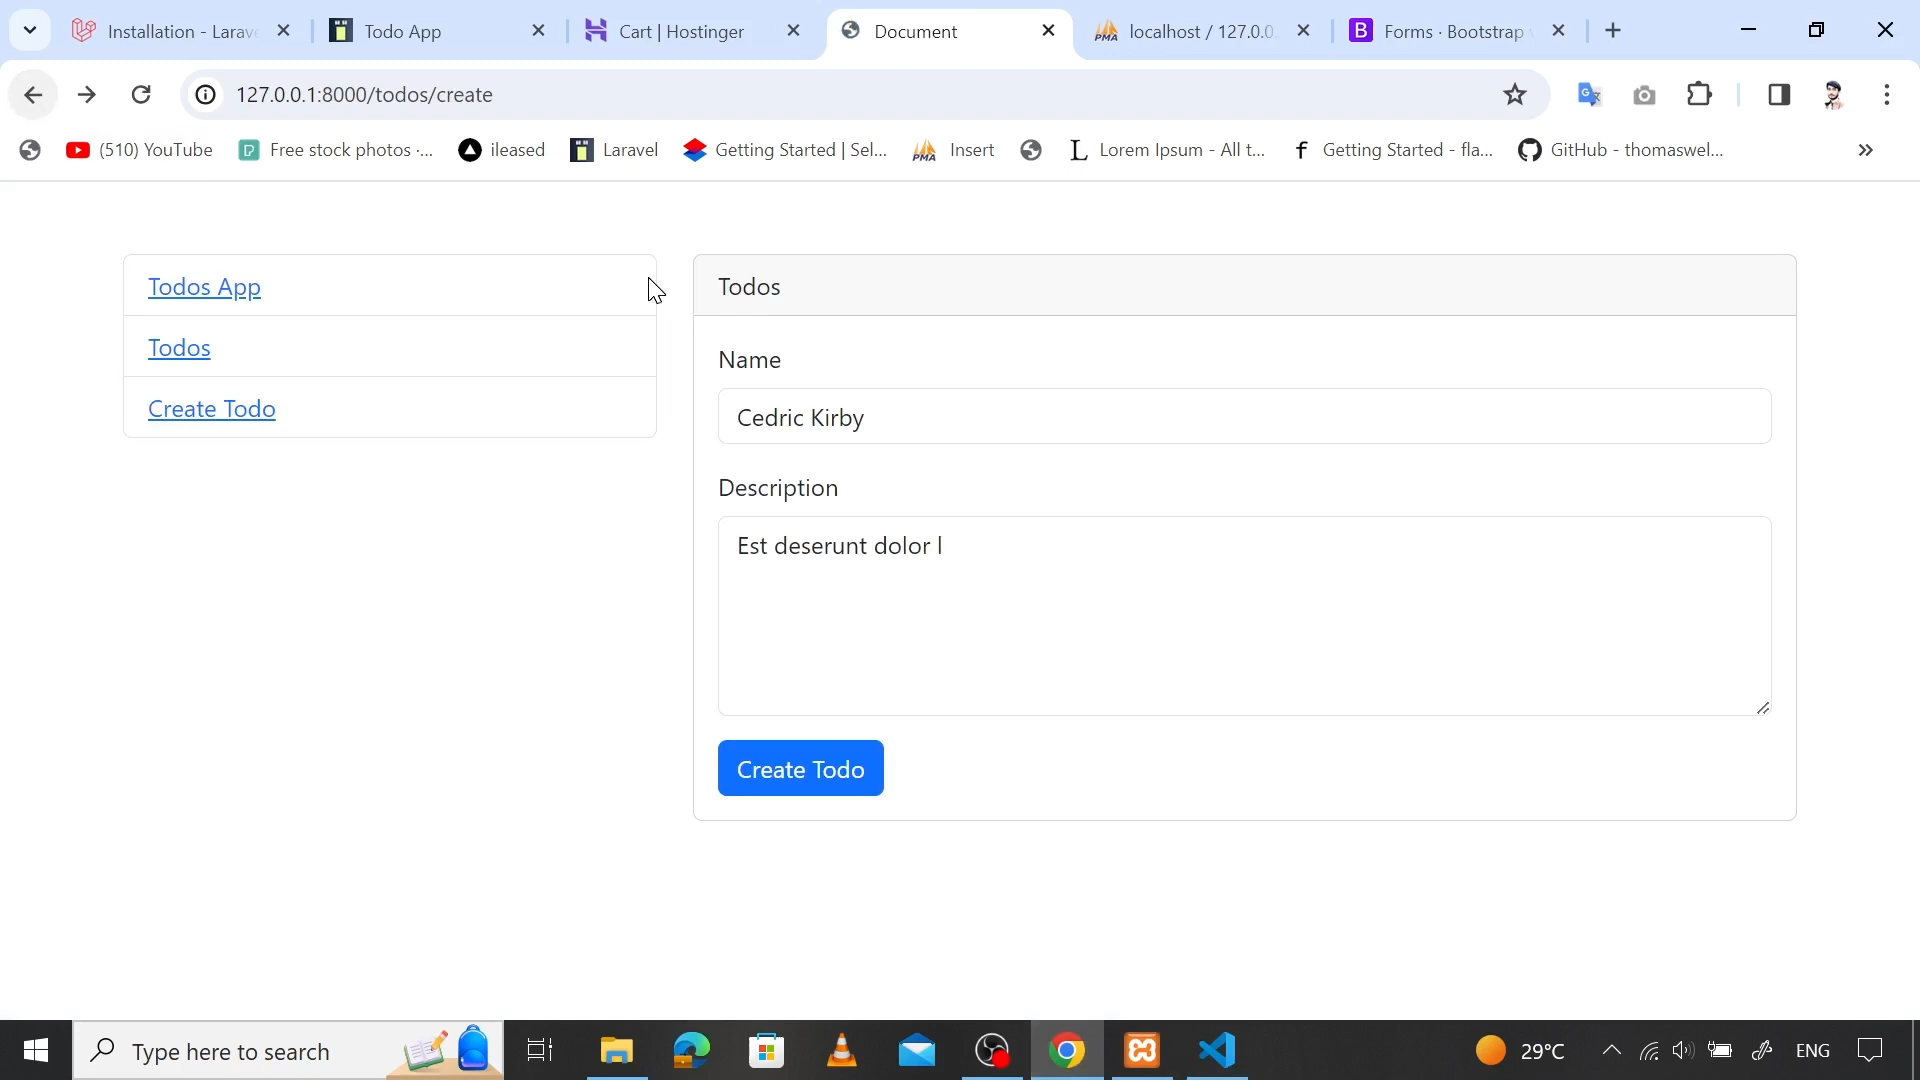 Installation - Larav
Todo App
Cart | Hostinger
Document
localhost / 127.0.0
Forms · Bootstrap
127.0.0.1:8000/todos/create
(510) YouTube
Free stock photos ·...
ileased
Laravel
Getting Started | Sel...
Insert
Lorem Ipsum - All t...
Getting Started - fla...
GitHub - thomaswel...
Todos App
Todos
Create Todo
Todos
Name
Cedric Kirby
Description
Est deserunt dolor l
Create Todo
Type here to search
29°C
ENG